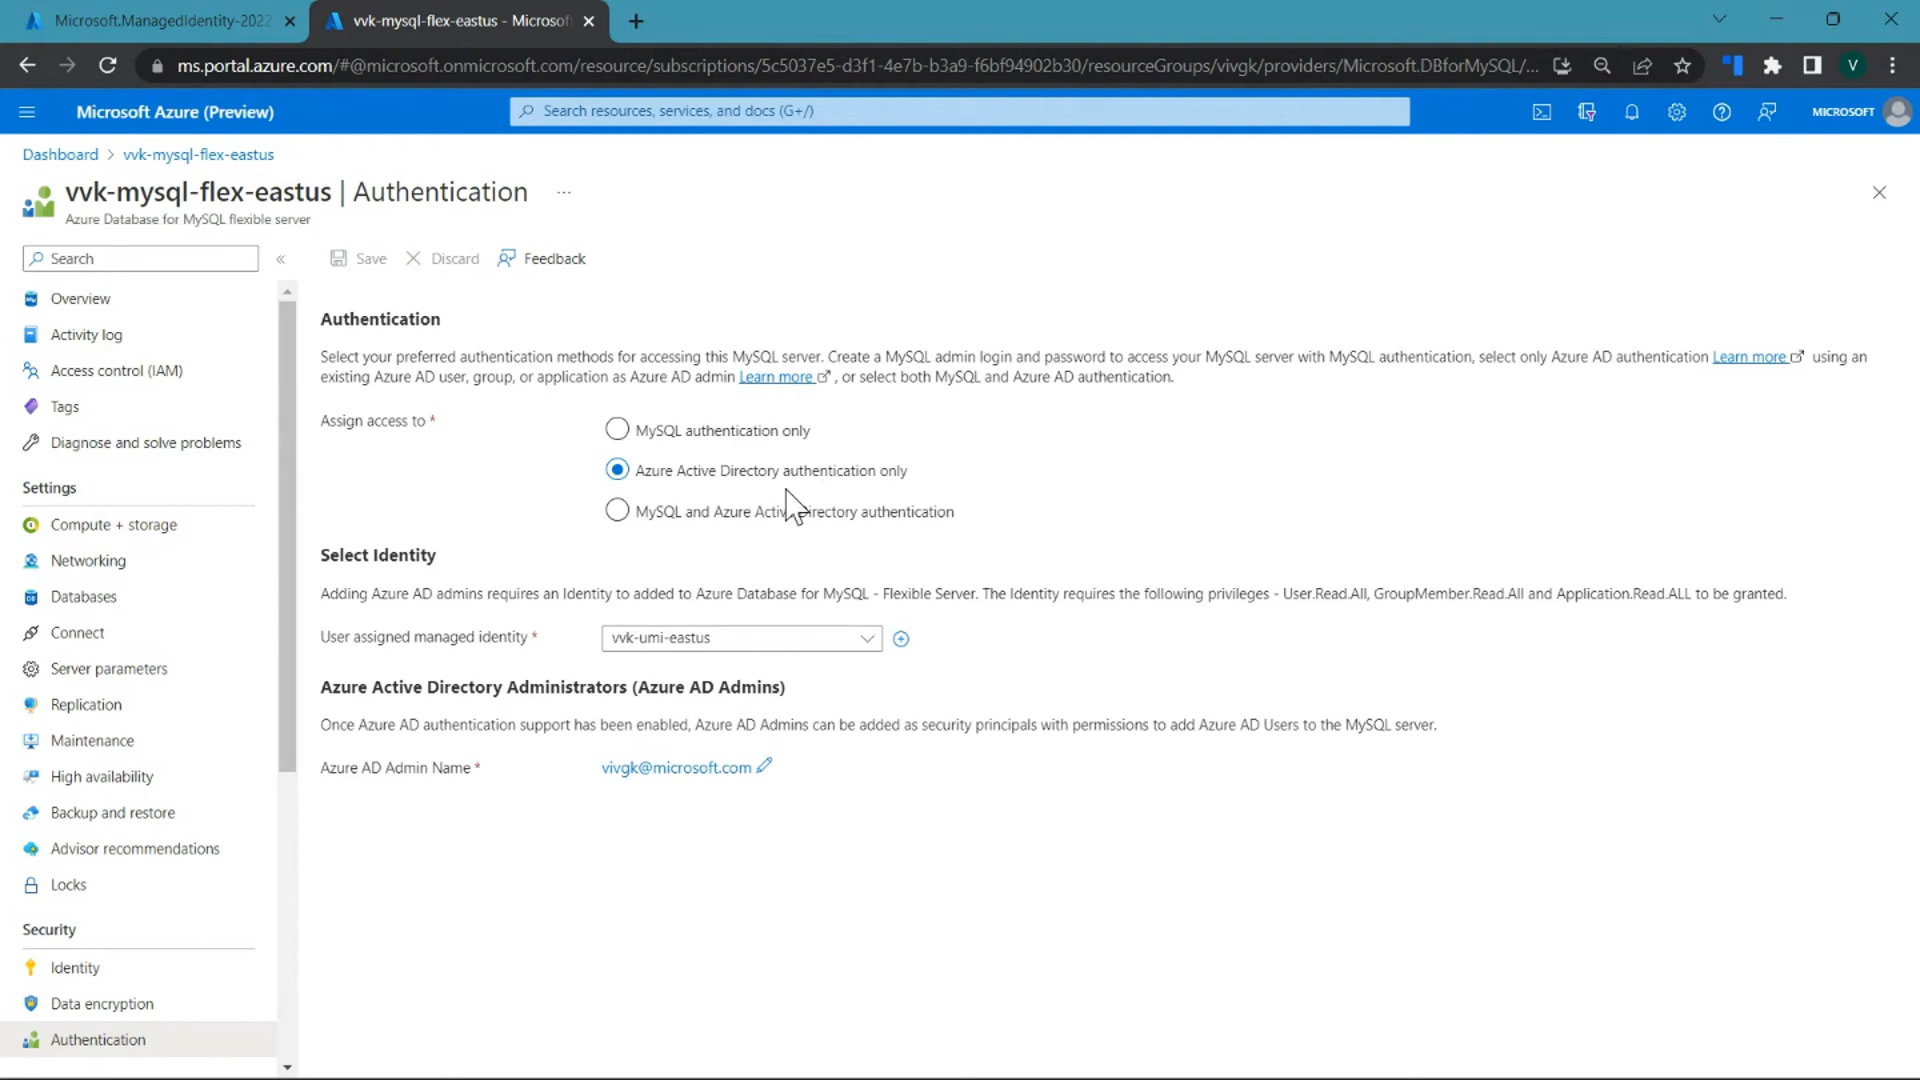 Microsoft.ManagedIdentity-2022
vvk-mysql-flex-eastus - Microsof
ms.portal.azure.com/#@microsoft.onmicrosoft.com/resource/subscriptions/5c5037e5-d3f1-4e7b-b3a9-f6bf94902b30/resourceGroups/vivgk/providers/Microsoft.DBforMySQL/...
V
Microsoft Azure (Preview)
Search resources, services, and docs (G+/)
MICROSOFT
Dashboard > vvk-mysql-flex-eastus
vvk-mysql-flex-eastus | Authentication ...
Azure Database for MySQL flexible server
Search
«
Save
Discard
Feedback
Overview
Activity log
Access control (IAM)
Tags
Diagnose and solve problems
Settings
Compute + storage
Networking
Databases
Connect
Server parameters
Replication
Maintenance
High availability
Backup and restore
Advisor recommendations
Locks
Security
Identity
Data encryption
Authentication
Authentication
Select your preferred authentication methods for accessing this MySQL server. Create a MySQL admin login and password to access your MySQL server with MySQL authentication, select only Azure AD authentication Learn more using an
existing Azure AD user, group, or application as Azure AD admin Learn more , or select both MySQL and Azure AD authentication.
Assign access to *
MySQL authentication only
Azure Active Directory authentication only
MySQL and Azure Active Directory authentication
Select Identity
Adding Azure AD admins requires an Identity to added to Azure Database for MySQL - Flexible Server. The Identity requires the following privileges - User.Read.All, GroupMember.Read.All and Application.Read.ALL to be granted.
User assigned managed identity *
vvk-umi-eastus
Azure Active Directory Administrators (Azure AD Admins)
Once Azure AD authentication support has been enabled, Azure AD Admins can be added as security principals with permissions to add Azure AD Users to the MySQL server.
Azure AD Admin Name *
vivgk@microsoft.com